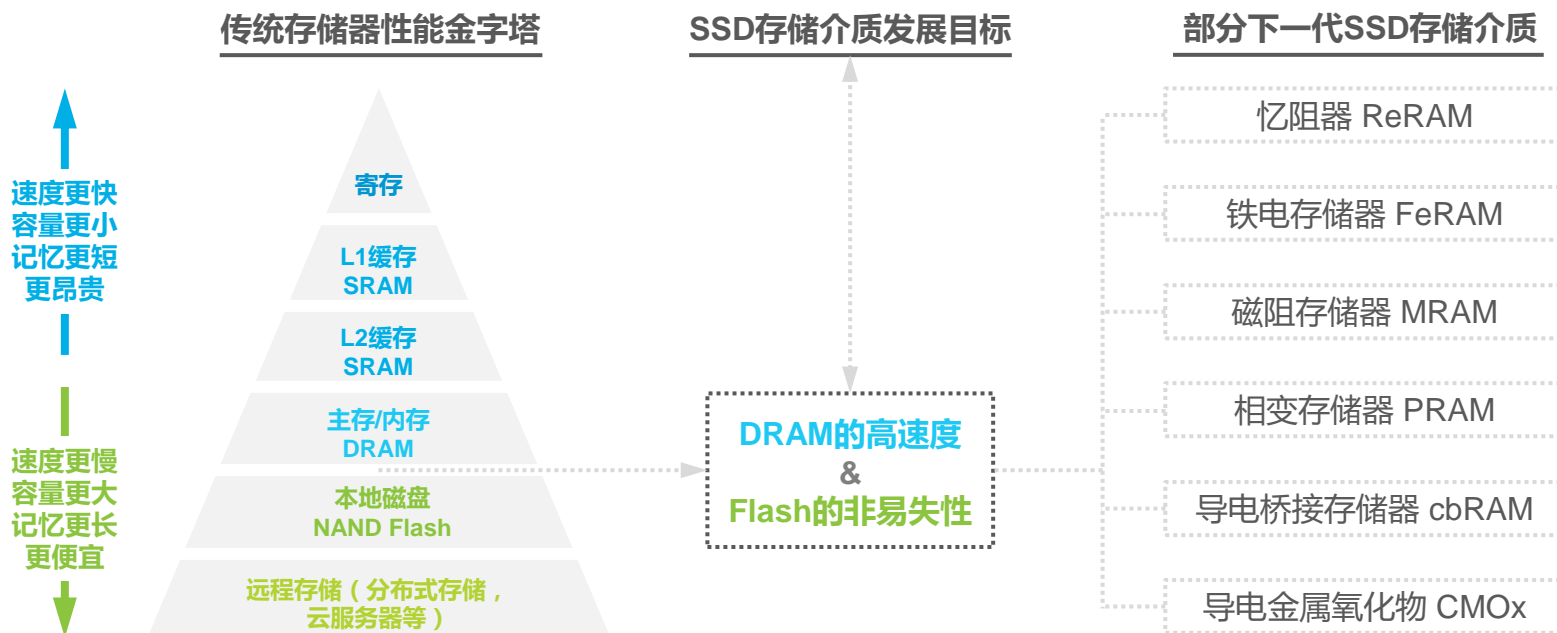 传统存储器性能金字塔
SSD存储介质发展目标
部分下一代SSD存储介质
速度更快
容量更小
记忆更短
更昂贵
速度更慢
容量更大
记忆更长
更便宜
寄存
L1缓存
SRAM
L2缓存
SRAM
主存/内存
DRAM
本地磁盘
NAND Flash
远程存储（分布式存储，
云服务器等）
DRAM的高速度
&
Flash的非易失性
忆阻器 ReRAM
铁电存储器 FeRAM
磁阻存储器 MRAM
相变存储器 PRAM
导电桥接存储器 cbRAM
导电金属氧化物 CMOx